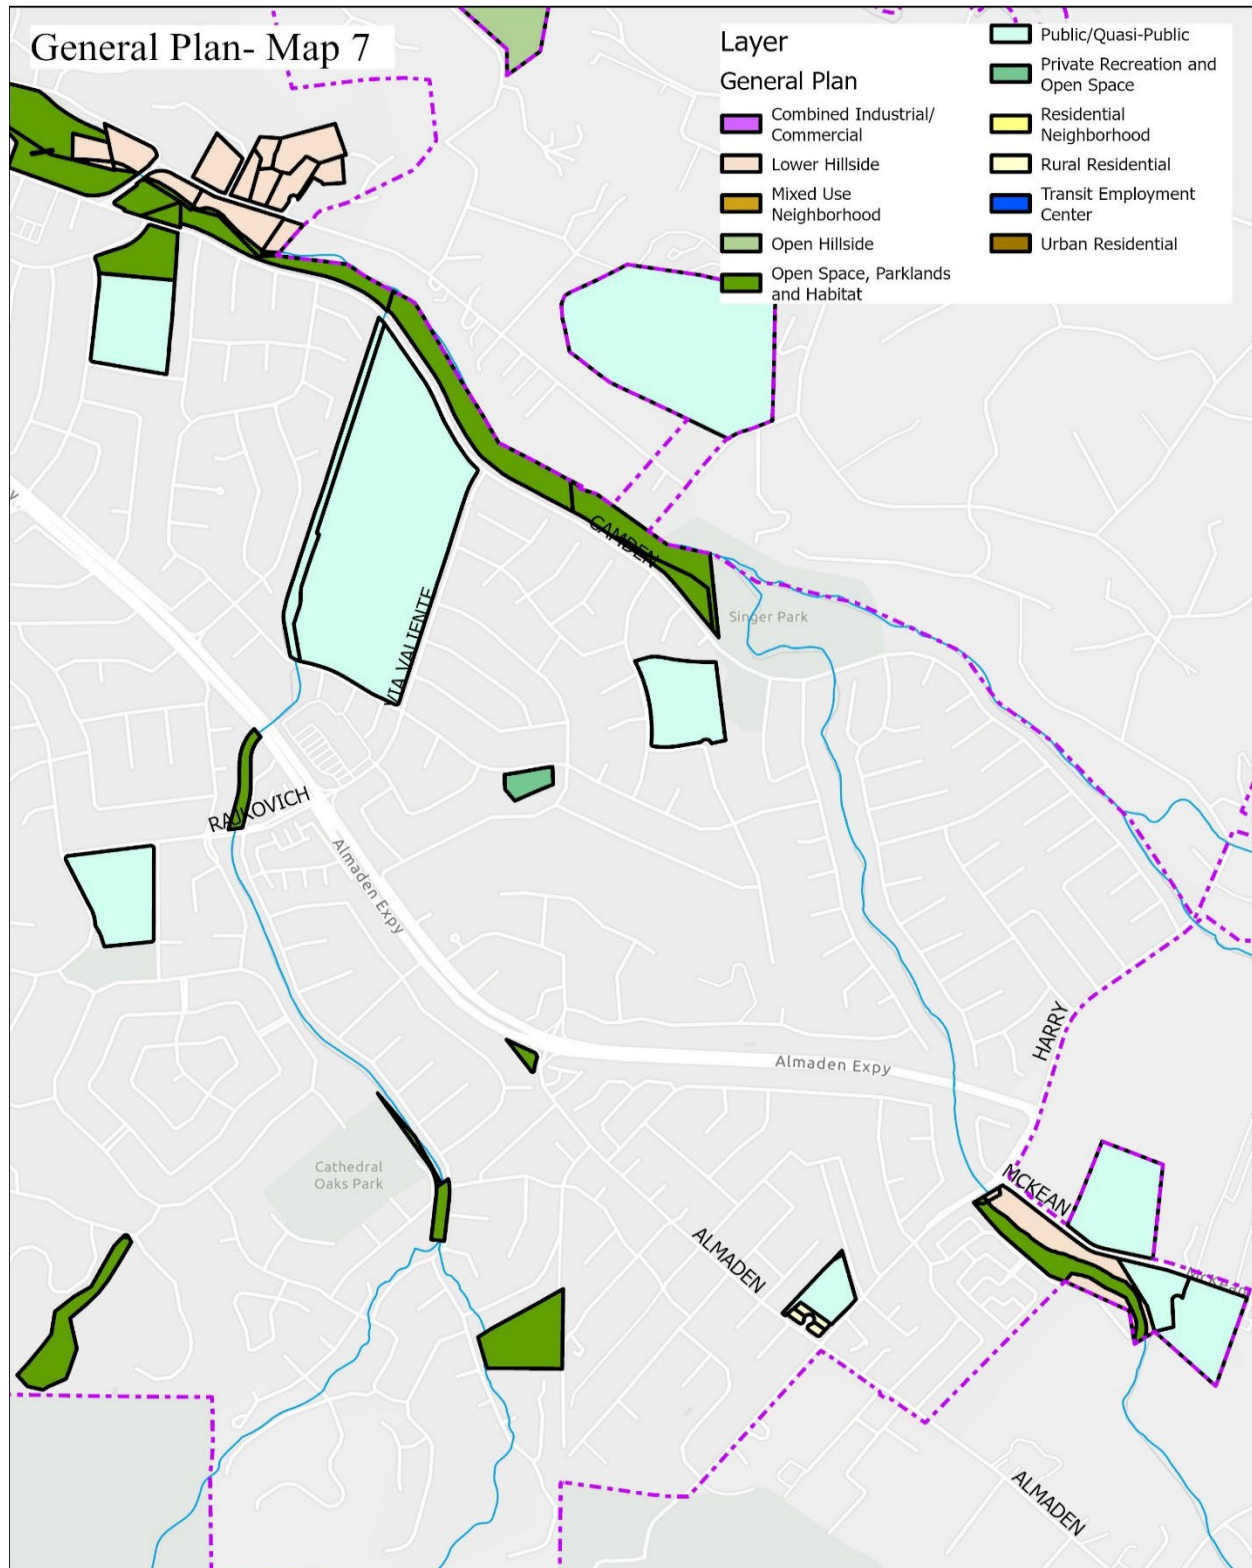 General Plan- Map 7
Layer
General Plan
Combined Industrial/
Commercial
Lower Hillside
Mixed Use
Neighborhood
Open Hillside
Open Space, Parklands
and Habitat
Public/Quasi-Public
Private Recreation and
Open Space
Residential
Neighborhood
Rural Residential
Transit Employment
Center
Urban Residential
y
CAMDEN
Singer Park
VIA VALIENTE
RAJKOVICH
Almaden Expy
HARRY
Almaden Expy
Cathedral
Oaks Park
MCKEAN
ALMADEN
McKean
ALMADEN